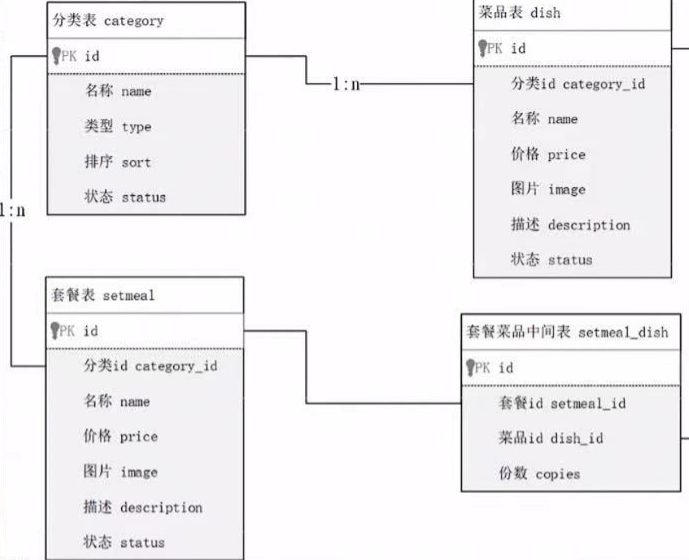 分类表 category
PK id
名称 name
类型 type
排序 sort
状态 status
1:n
菜品表 dish
PK id
分类id category_id
名称 name
价格 price
图片 image
描述 description
状态 status
1:n
套餐表 setmeal
PK id
分类id category_id
名称 name
价格 price
图片 image
描述 description
状态 status
套餐菜品中间表 setmeal_dish
PK id
套餐id setmeal_id
菜品id dish_id
份数 copies